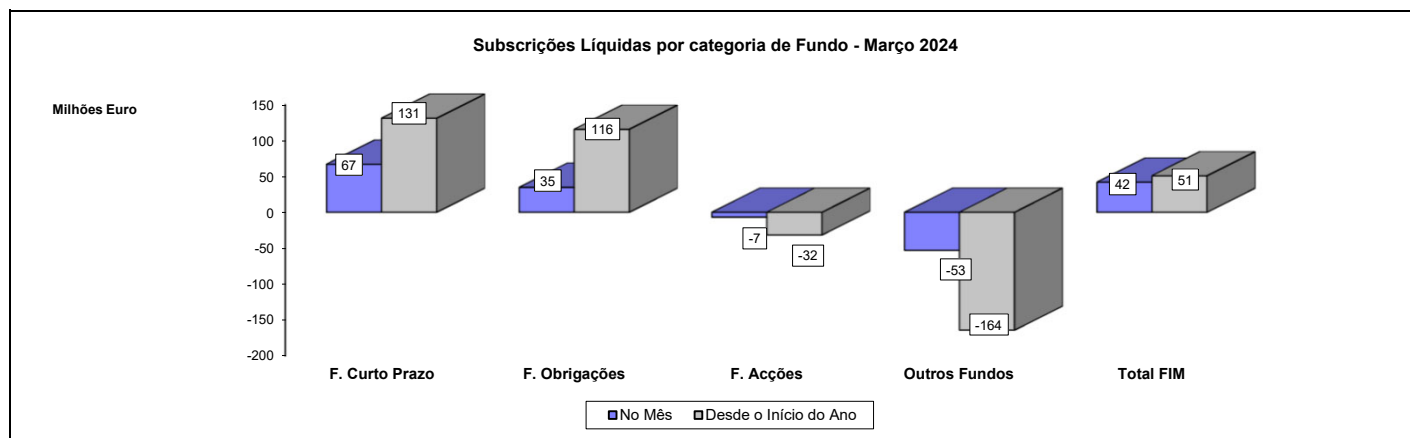 Subscrições Líquidas por categoria de Fundo - Março 2024
Milhões Euro
150
100
50
0
-50
-100
-150
-200
67
131
35
116
-7
-32
-53
-164
42
51
F. Curto Prazo
F. Obrigações
F. Acções
Outros Fundos
Total FIM
No Mês
Desde o Início do Ano